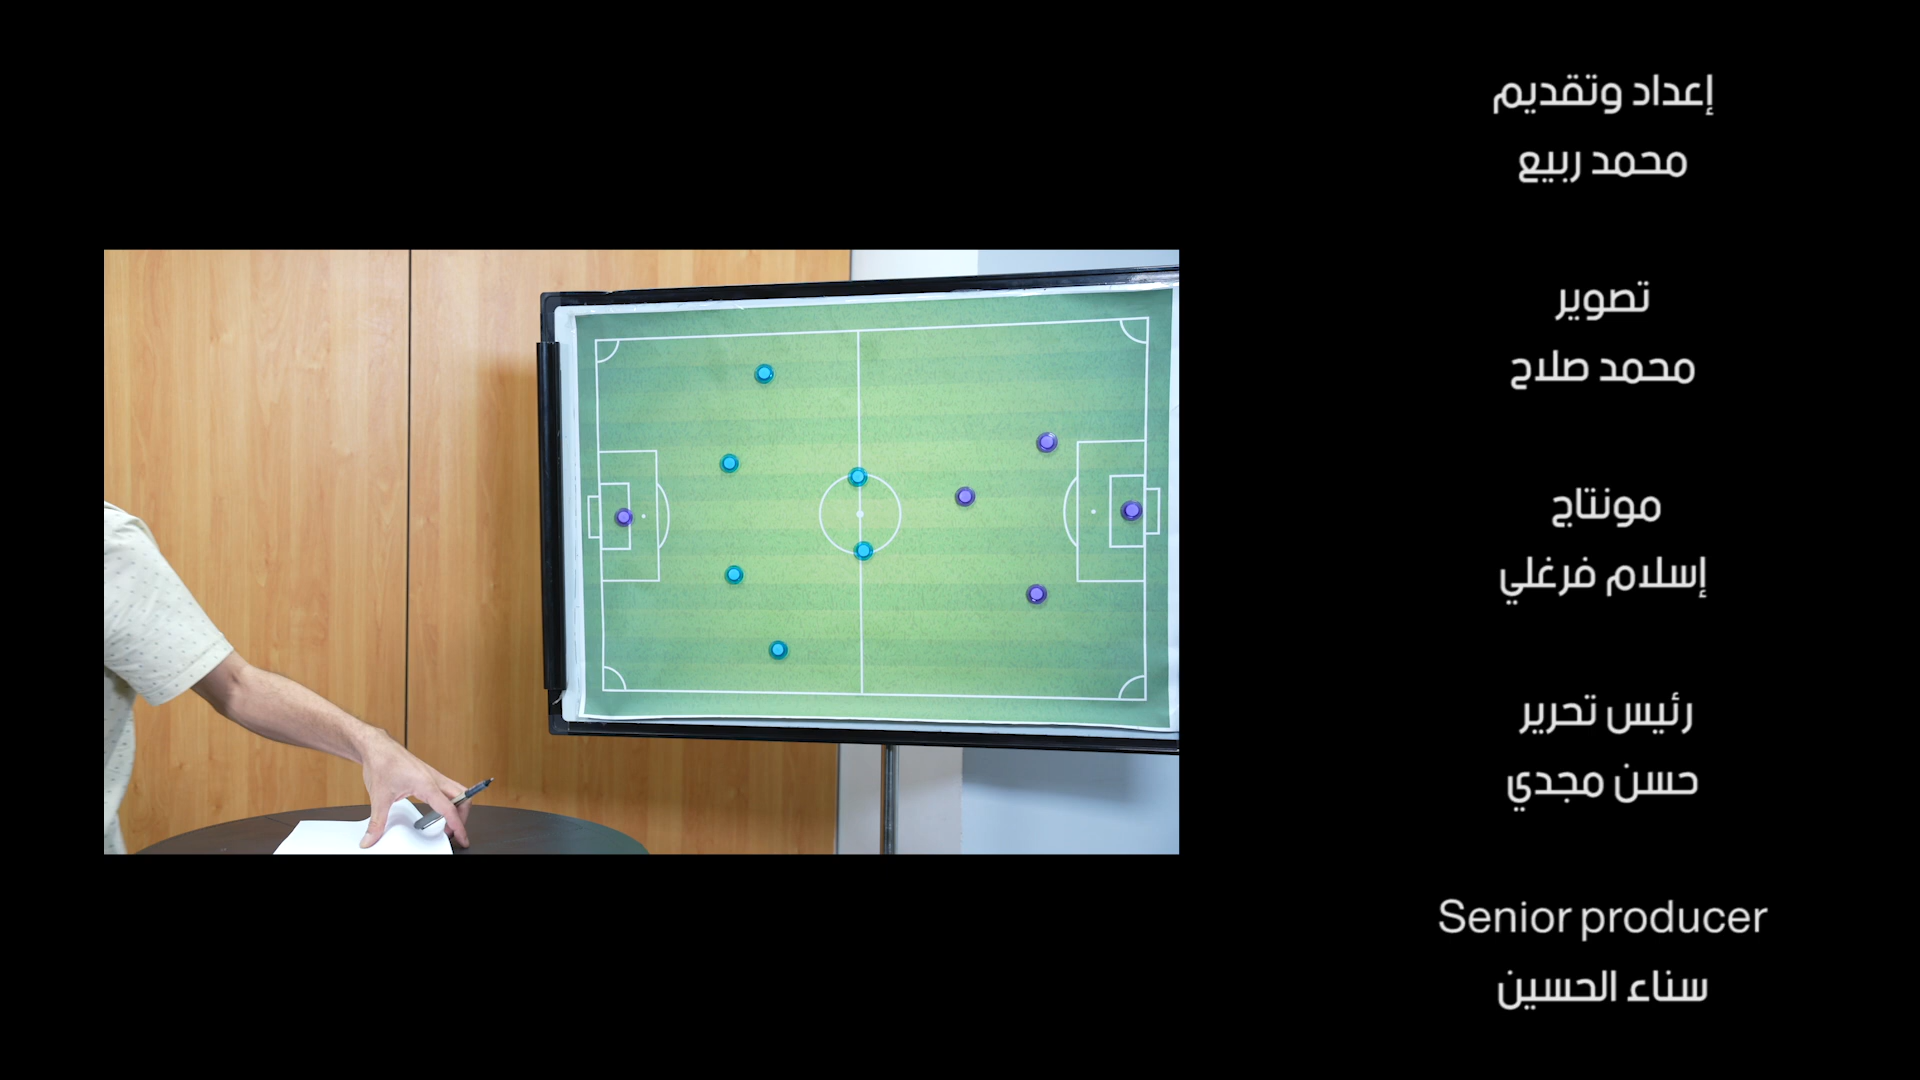 إعداد وتقديم
محمد ربيع
تصوير
محمد صلاح
مونتاج
إسلام فرغلي
رئيس تحرير
حسن مجدي
Senior producer
سناء الحسين